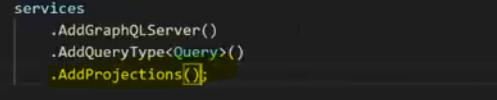 services
.AddGraphQLServer()
.AddQueryType<Query>()
.AddProjections();